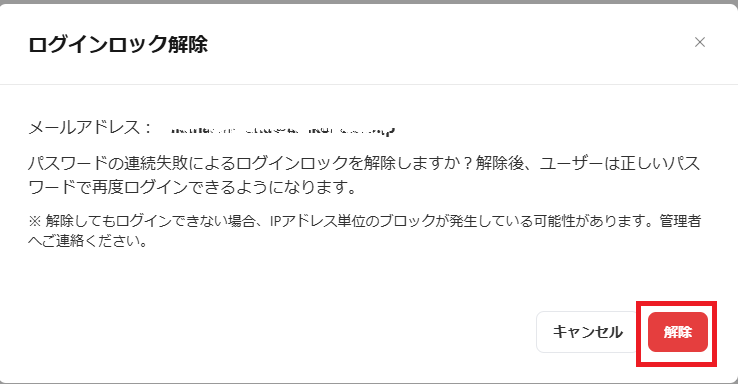 ログインロック解除
メールアドレス：
パスワードの連続失敗によるログインロックを解除しますか？解除後、ユーザーは正しいパス
ワードで再度ログインできるようになります。
※ 解除してもログインできない場合、IPアドレス単位のブロックが発生している可能性があります。管理者
へご連絡ください。
キャンセル 解除